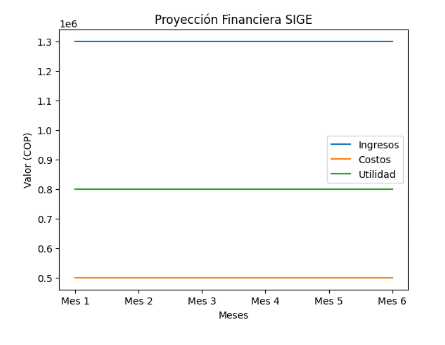 Proyección Financiera SIGE
1e6
1.3
1.2
1.1
1.0
0.9
0.8
0.7
0.6
0.5
Valor (COP)
Ingresos
Costos
Utilidad
Mes 1 Mes 2 Mes 3 Mes 4 Mes 5 Mes 6
Meses